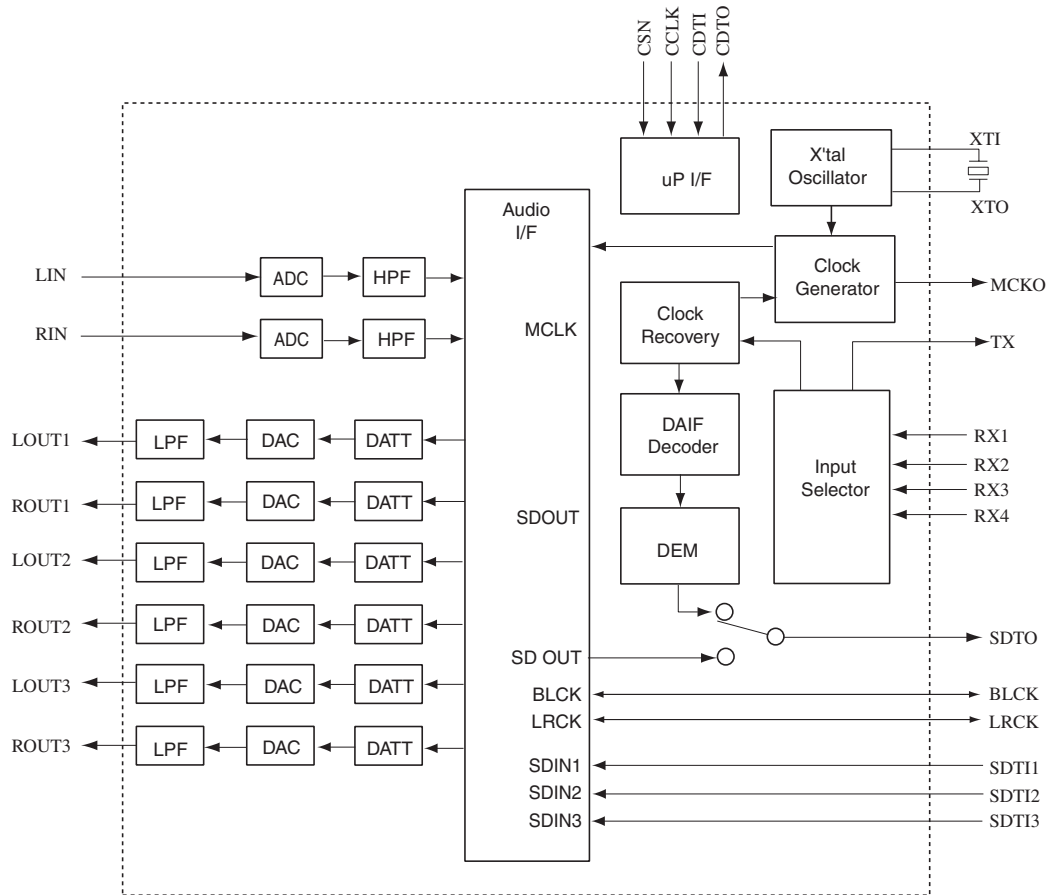 CSN
CCLK
CDTI
CDTO
uP I/F
X'tal
Oscillator
XTI
XTO
Audio
I/F
LIN
ADC
HPF
Clock
Generator
MCKO
RIN
ADC
HPF
MCLK
Clock
Recovery
TX
LOUT1
LPF
DAC
DATT
DAIF
Decoder
Input
Selector
RX1
RX2
RX3
RX4
ROUT1
LPF
DAC
DATT
SDOUT
LOUT2
LPF
DAC
DATT
DEM
ROUT2
LPF
DAC
DATT
SDTO
LOUT3
LPF
DAC
DATT
SD OUT
BLCK
BLCK
LRCK
LRCK
ROUT3
LPF
DAC
DATT
SDIN1
SDTI1
SDIN2
SDTI2
SDIN3
SDTI3